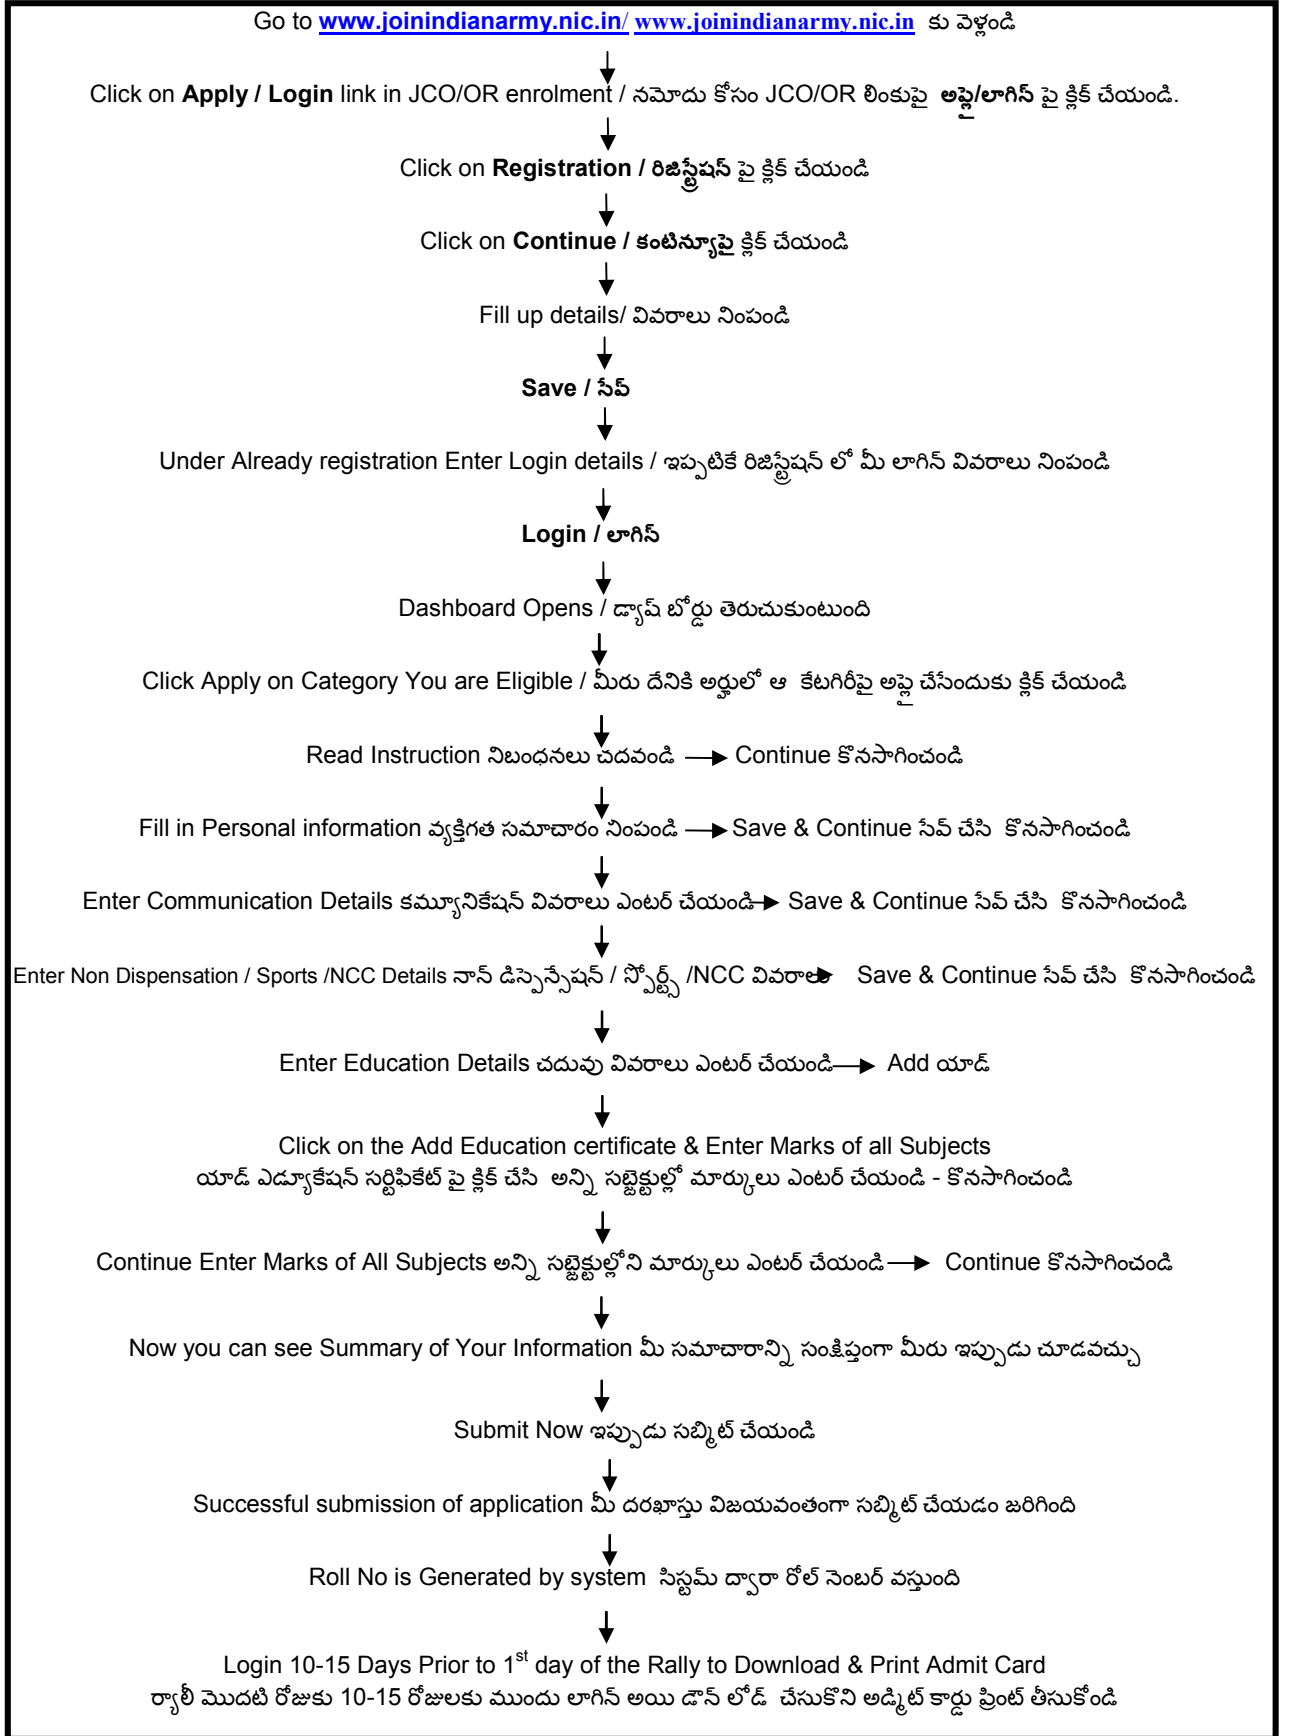 Go to www.joinindianarmy.nic.in/ www.joinindianarmy.nic.in కు వెళ్లండి
Click on Apply / Login link in JCO/OR enrolment / నమోదు కోసం JCO/OR లింకుపై అప్లై/లాగిన్ పై క్లిక్ చేయండి.
Click on Registration / రిజిస్ట్రేషన్ పై క్లిక్ చేయండి
Click on Continue / కంటిన్యూపై క్లిక్ చేయండి
Fill up details/ వివరాలు నింపండి
Save / సేవ్
Under Already registration Enter Login details / ఇప్పటికే రిజిస్ట్రేషన్ లో మీ లాగిన్ వివరాలు నింపండి
Login / లాగిన్
Dashboard Opens / డ్యాష్ బోర్డు తెరుచుకుంటుంది
Click Apply on Category You are Eligible / మీరు దేనికి అర్హులో ఆ కేటగిరీపై అప్లై చేసేందుకు క్లిక్ చేయండి
Read Instruction నిబంధనలు చదవండి → Continue కొనసాగించండి
Fill in Personal information వ్యక్తిగత సమాచారం నింపండి → Save & Continue సేవ్ చేసి కొనసాగించండి
Enter Communication Details కమ్యూనికేషన్ వివరాలు ఎంటర్ చేయండి → Save & Continue సేవ్ చేసి కొనసాగించండి
Enter Non Dispensation / Sports /NCC Details నాన్ డిస్పెన్సేషన్ / స్పోర్ట్స్ /NCC వివరాలు → Save & Continue సేవ్ చేసి కొనసాగించండి
Enter Education Details చదువు వివరాలు ఎంటర్ చేయండి → Add యాడ్
Click on the Add Education certificate & Enter Marks of all Subjects
యాడ్ ఎడ్యూకేషన్ సర్టిఫికేట్ పై క్లిక్ చేసి అన్ని సబ్జెక్టుల్లో మార్కులు ఎంటర్ చేయండి - కొనసాగించండి
Continue Enter Marks of All Subjects అన్ని సబ్జెక్టుల్లోని మార్కులు ఎంటర్ చేయండి → Continue కొనసాగించండి
Now you can see Summary of Your Information మీ సమాచారాన్ని సంక్షిప్తంగా మీరు ఇప్పుడు చూడవచ్చు
Submit Now ఇప్పుడు సబ్మిట్ చేయండి
Successful submission of application మీ దరఖాస్తు విజయవంతంగా సబ్మిట్ చేయడం జరిగింది
Roll No is Generated by system సిస్టమ్ ద్వారా రోల్ నెంబర్ వస్తుంది
Login 10-15 Days Prior to 1st day of the Rally to Download & Print Admit Card
ర్యాలీ మొదటి రోజుకు 10-15 రోజులకు ముందు లాగిన్ అయి డౌన్ లోడ్ చేసుకొని అడ్మిట్ కార్డు ప్రింట్ తీసుకోండి